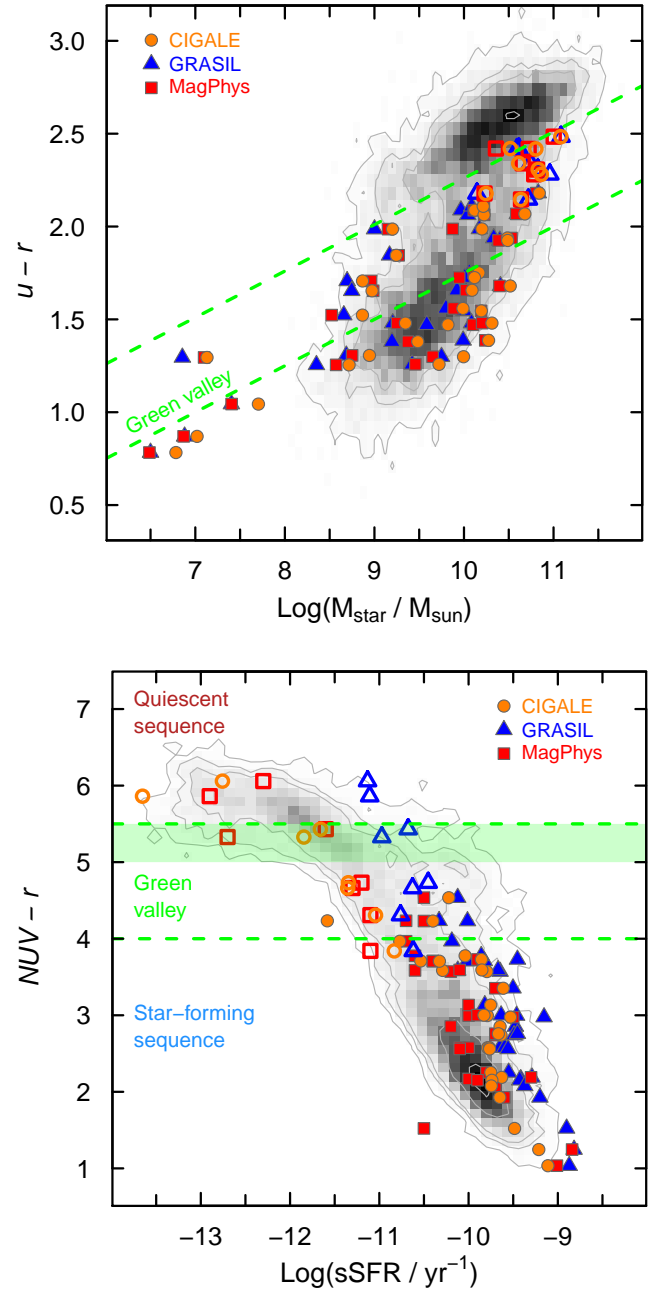 3.0
2.5
2.0
1.5
1.0
0.5
u − r
CIGALE
GRASIL
MagPhys
Green valley
7 8 9 10 11
Log(Mstar / Msun)
7
6
5
4
3
2
1
NUV − r
Quiescent
sequence
CIGALE
GRASIL
MagPhys
Green
valley
Star−forming
sequence
−13 −12 −11 −10 −9
Log(sSFR / yr−1)